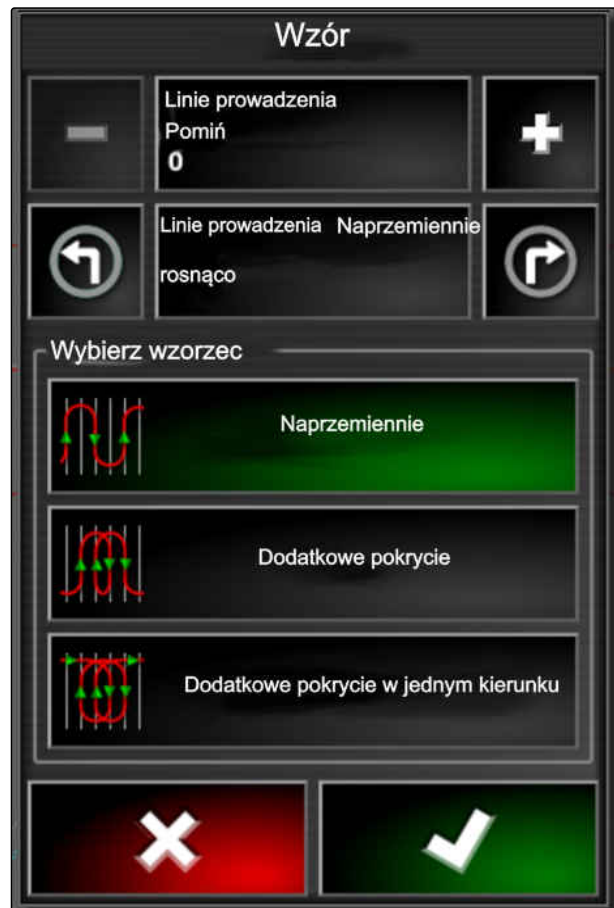 Wzór
Linie prowadzenia
Pomiń
0
Linie prowadzenia Naprzemiennie
rosnąco
Wybierz wzorzec
Naprzemiennie
Dodatkowe pokrycie
Dodatkowe pokrycie w jednym kierunku